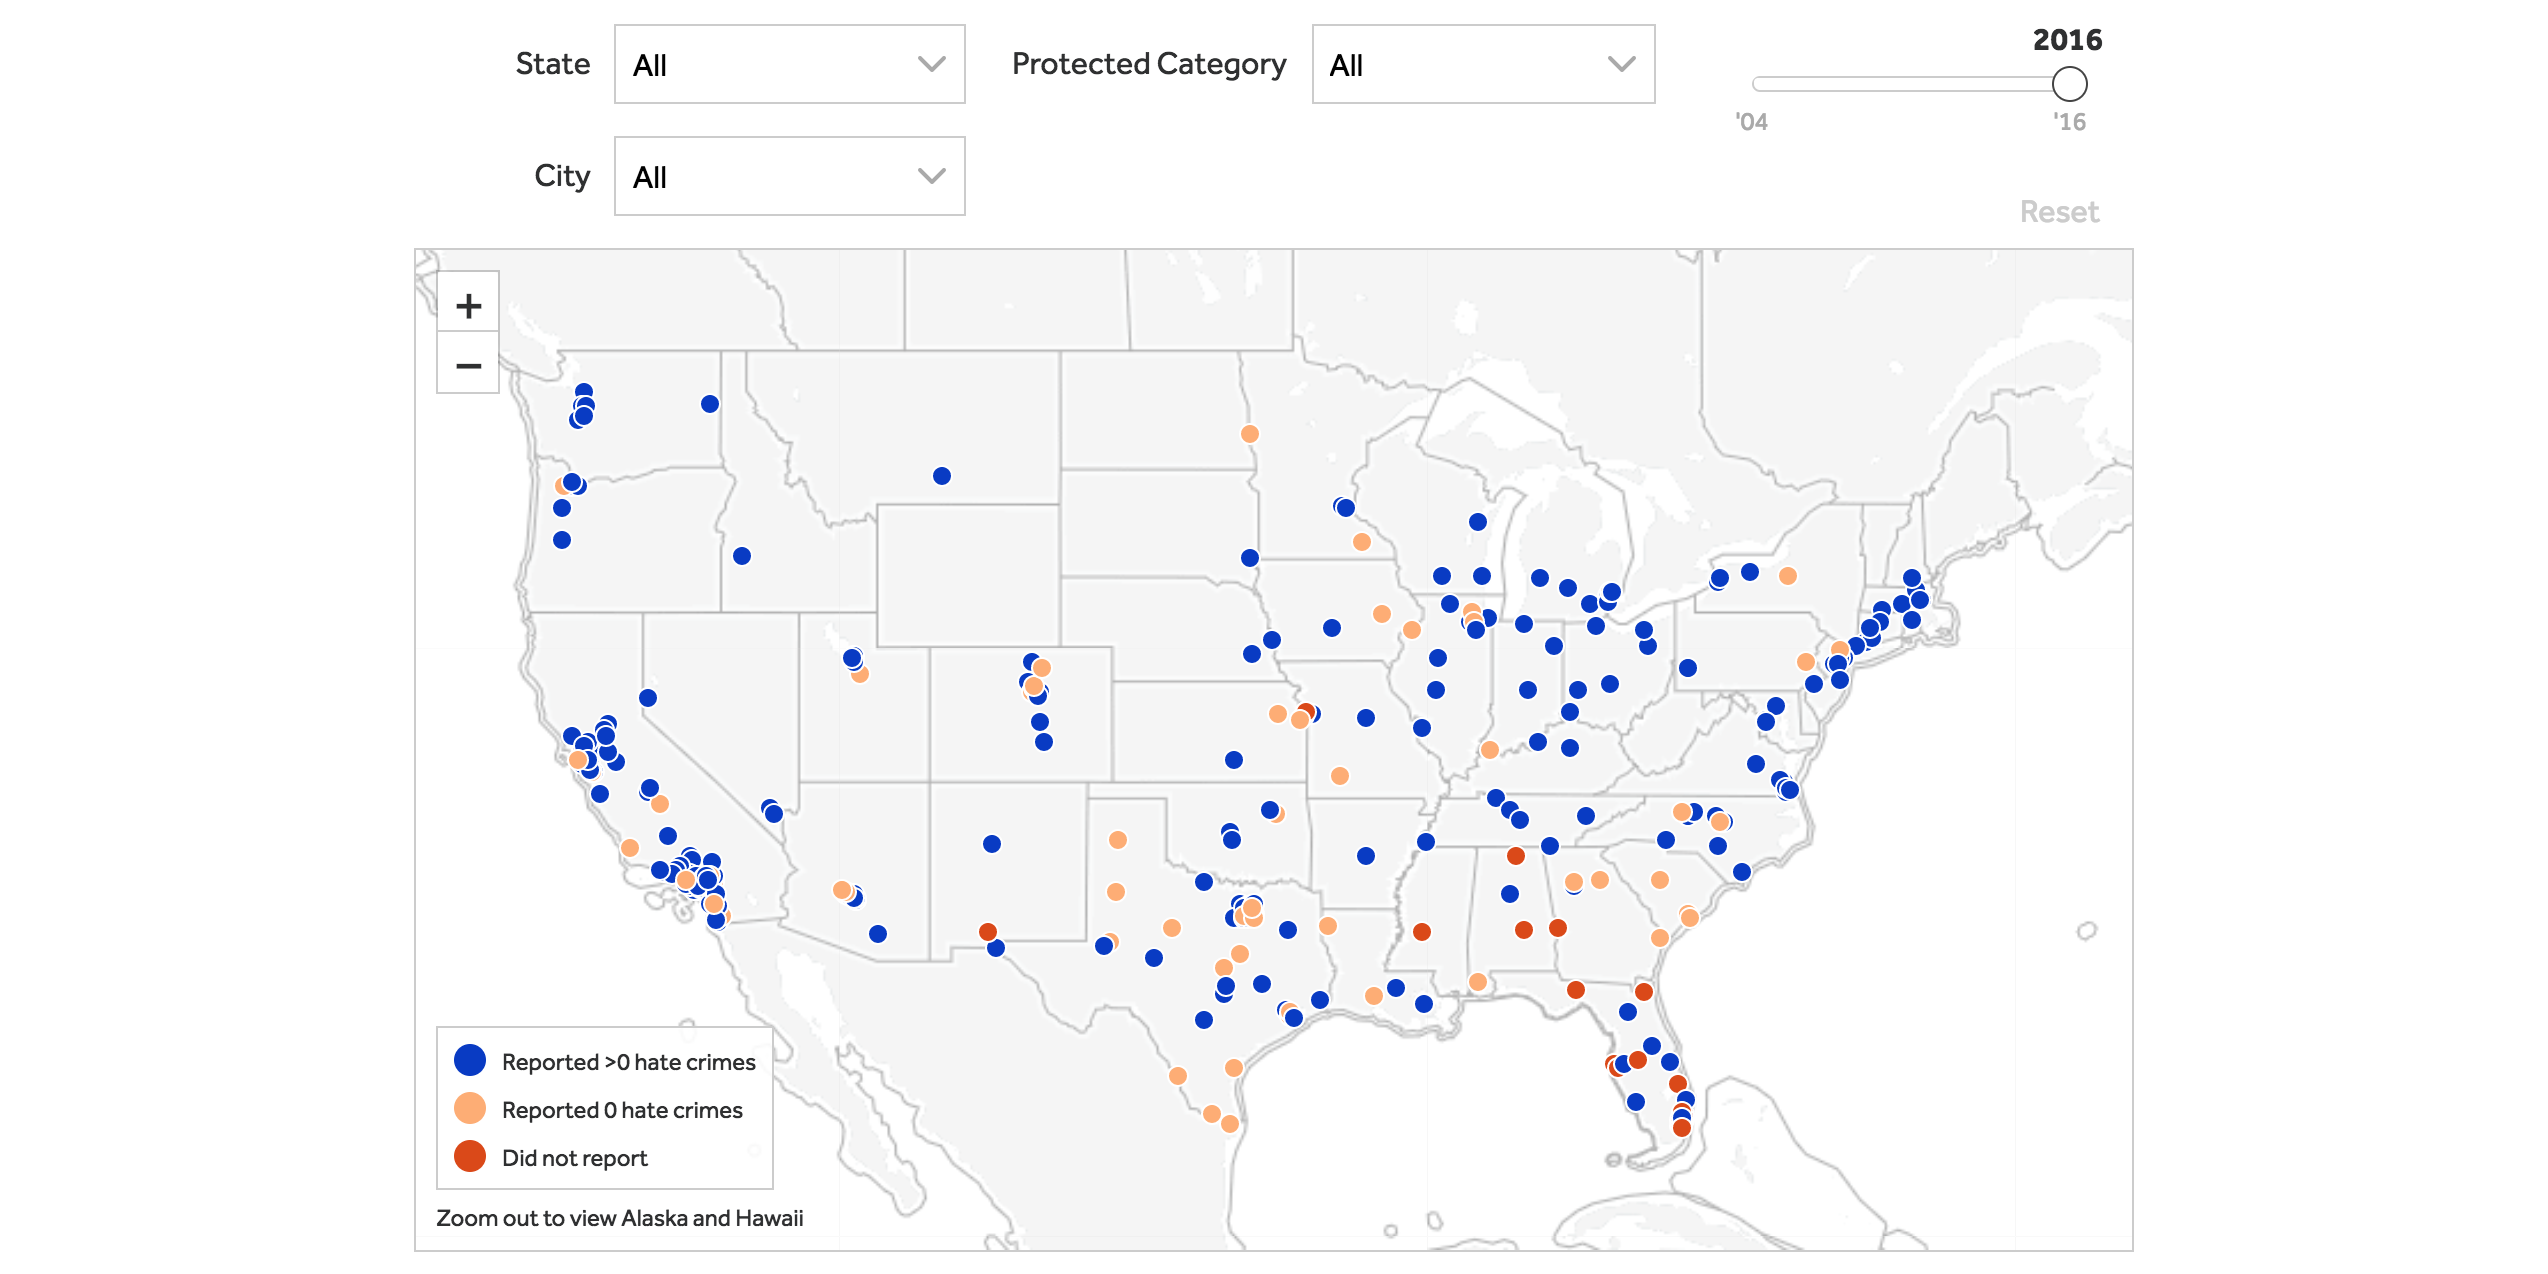 2016
State
All
Protected Category
All
'04
'16
City
All
Reset
+
−
Reported >0 hate crimes
Reported 0 hate crimes
Did not report
Zoom out to view Alaska and Hawaii